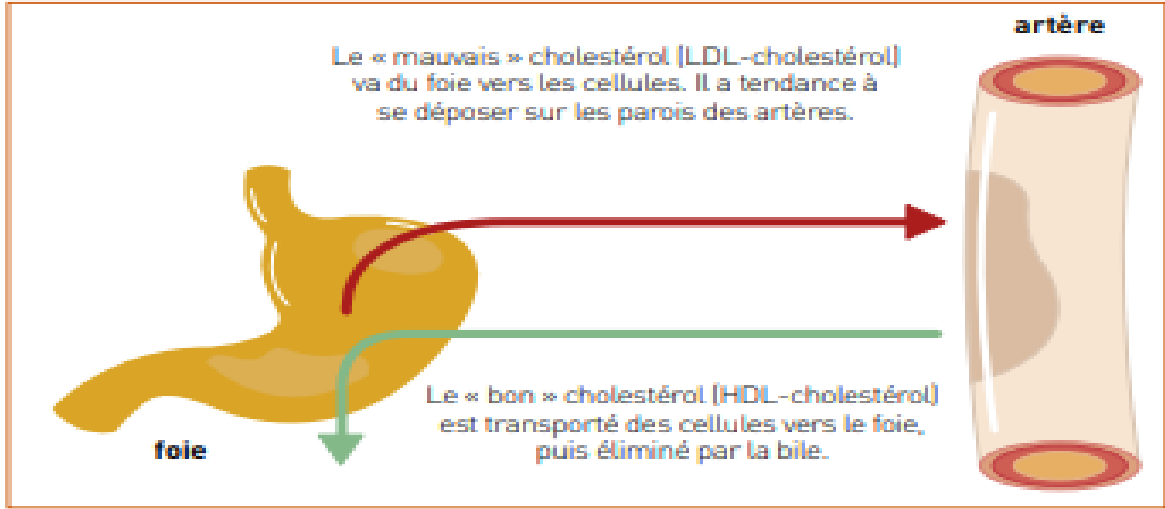 artère
Le « mauvais » cholestérol (LDL-cholestérol)
va du foie vers les cellules. Il a tendance à
se déposer sur les parois des artères.
Le « bon » cholestérol (HDL-cholestérol)
est transporté des cellules vers le foie,
puis éliminé par la bile.
foie